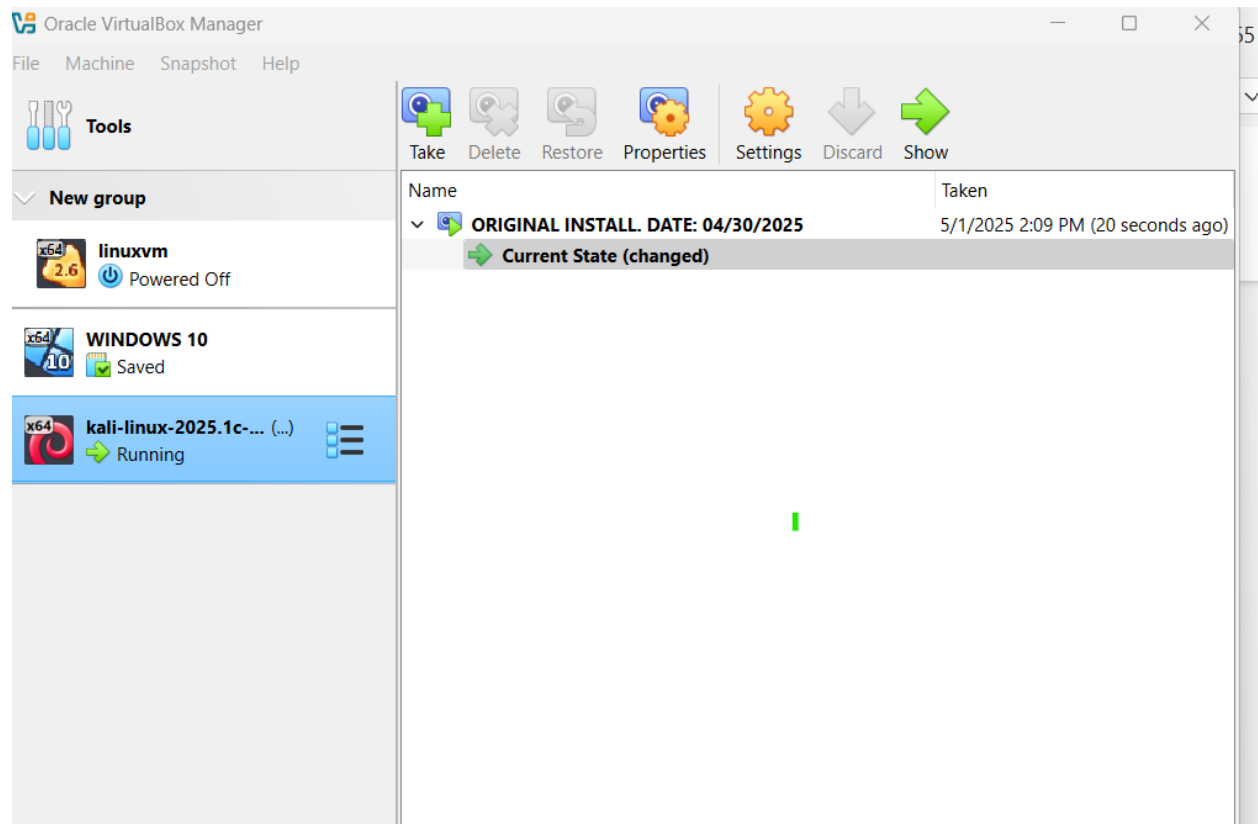 Oracle VirtualBox Manager
55
File Machine Snapshot Help
Tools
Take Delete Restore Properties Settings Discard Show
Name Taken
New group
ORIGINAL INSTALL. DATE: 04/30/2025 5/1/2025 2:09 PM (20 seconds ago)
Current State (changed)
x64
2.6
linuxvm
Powered Off
x64
10
WINDOWS 10
Saved
x64
kali-linux-2025.1c-... (...)
Running